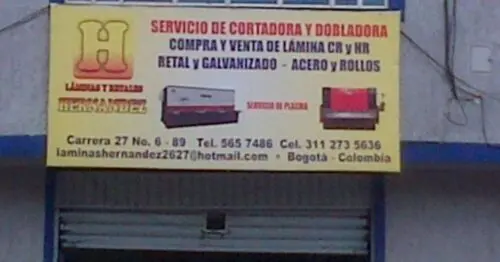 SERVICIO DE CORTADORA Y DOBLADORA
COMPRA Y VENTA DE LÁMINA CR y HR
RETAL y GALVANIZADO - ACERO y ROLLOS
H
LÁMINAS Y RETALES
HERNANDEZ
SERVICIO DE PLASMA
Carrera 27 No. 6 - 89 Tel. 565 7486 Cel. 311 273 5636
laminashernandez2627@hotmail.com • Bogotá - Colombia